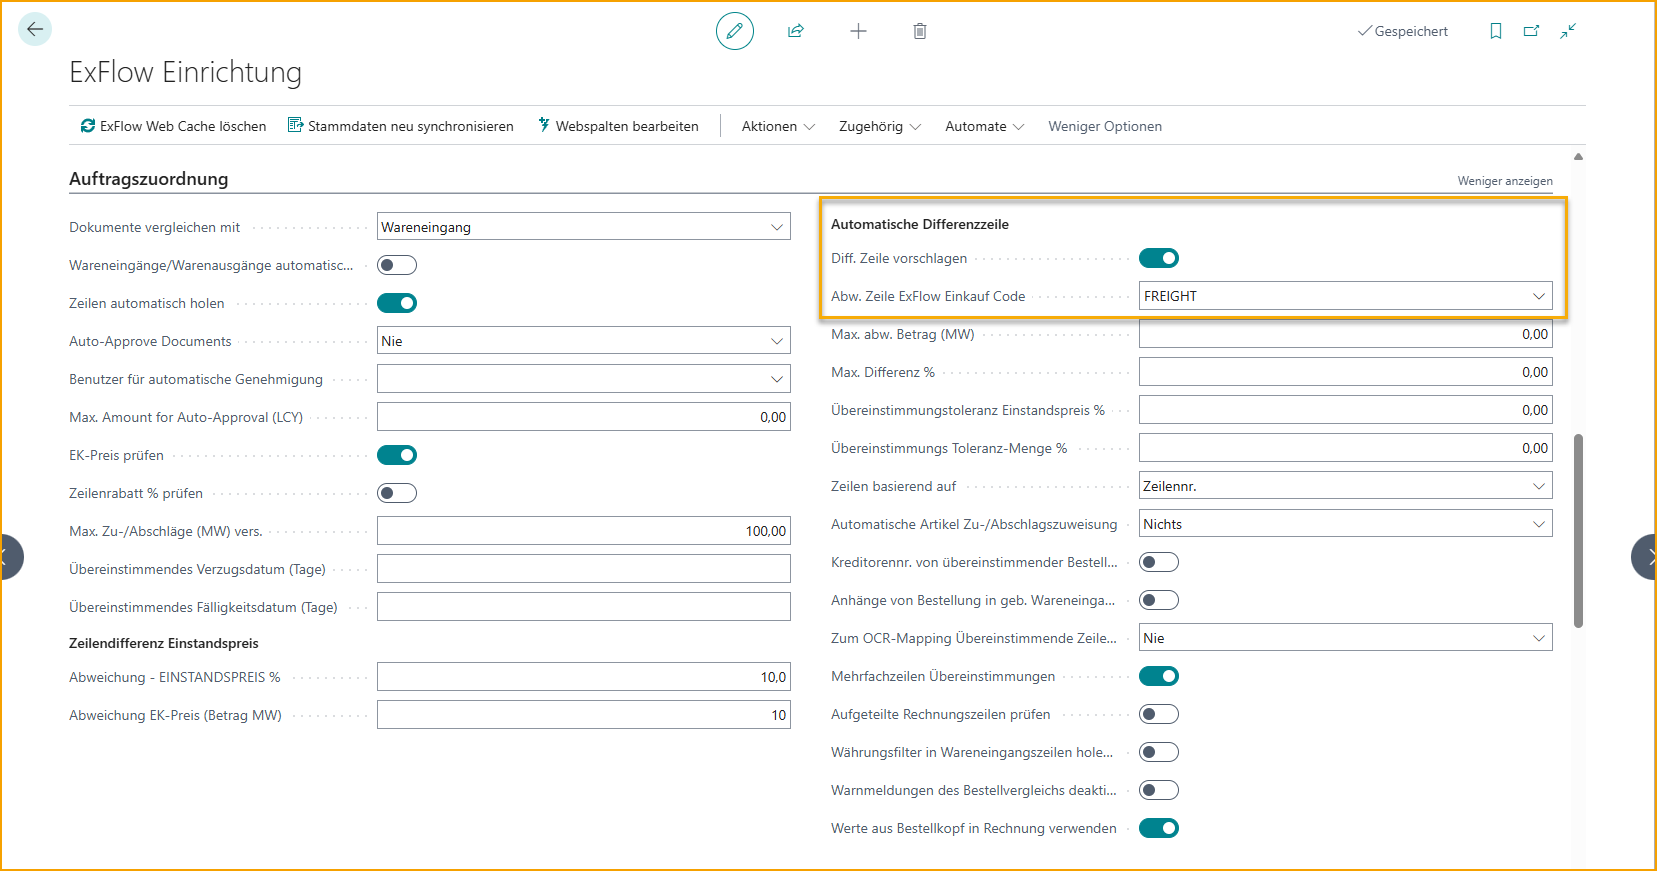 Gespeichert
ExFlow Einrichtung
ExFlow Web Cache löschen
Stammdaten neu synchronisieren
Webspalten bearbeiten
Aktionen
Zugehörig
Automate
Weniger Optionen
Auftragszuordnung
Weniger anzeigen
Dokumente vergleichen mit
Wareneingang
Wareneingänge/Warenausgänge automatisc...
Zeilen automatisch holen
Auto-Approve Documents
Nie
Benutzer für automatische Genehmigung
Max. Amount for Auto-Approval (LCY)
0,00
EK-Preis prüfen
Zeilenrabatt % prüfen
Max. Zu-/Abschläge (MW) vers.
100,00
Übereinstimmendes Verzugsdatum (Tage)
Übereinstimmendes Fälligkeitsdatum (Tage)
Zeilendifferenz Einstandspreis
Abweichung - EINSTANDSPREIS %
10,0
Abweichung EK-Preis (Betrag MW)
10
Automatische Differenzzeile
Diff. Zeile vorschlagen
Abw. Zeile ExFlow Einkauf Code
FREIGHT
Max. abw. Betrag (MW)
0,00
Max. Differenz %
0,00
Übereinstimmungstoleranz Einstandspreis %
0,00
Übereinstimmungs Toleranz-Menge %
0,00
Zeilen basierend auf
Zeilennr.
Automatische Artikel Zu-/Abschlagszuweisung
Nichts
Kreditorennr. von übereinstimmender Bestell...
Anhänge von Bestellung in geb. Wareneinga...
Zum OCR-Mapping Übereinstimmende Zeile...
Nie
Mehrfachzeilen Übereinstimmungen
Aufgeteilte Rechnungszeilen prüfen
Währungsfilter in Wareneingangszeilen hole...
Warnmeldungen des Bestellvergleichs deakti...
Werte aus Bestellkopf in Rechnung verwenden